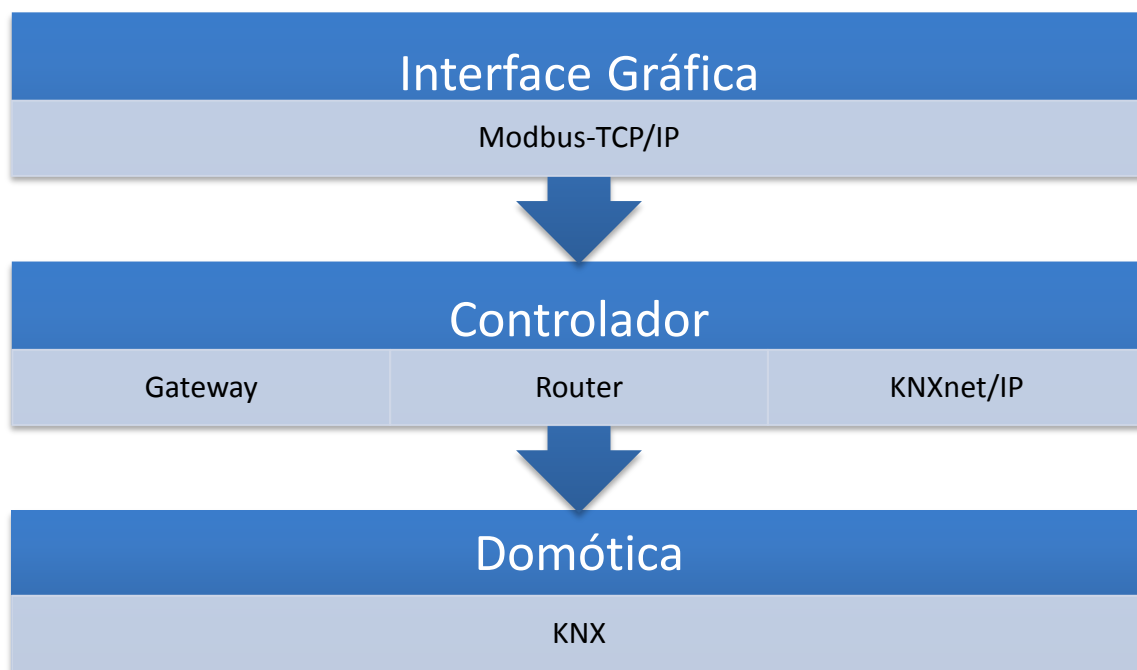 Interface Gráfica
Modbus-TCP/IP
Controlador
Gateway
Router
KNXnet/IP
Domótica
KNX